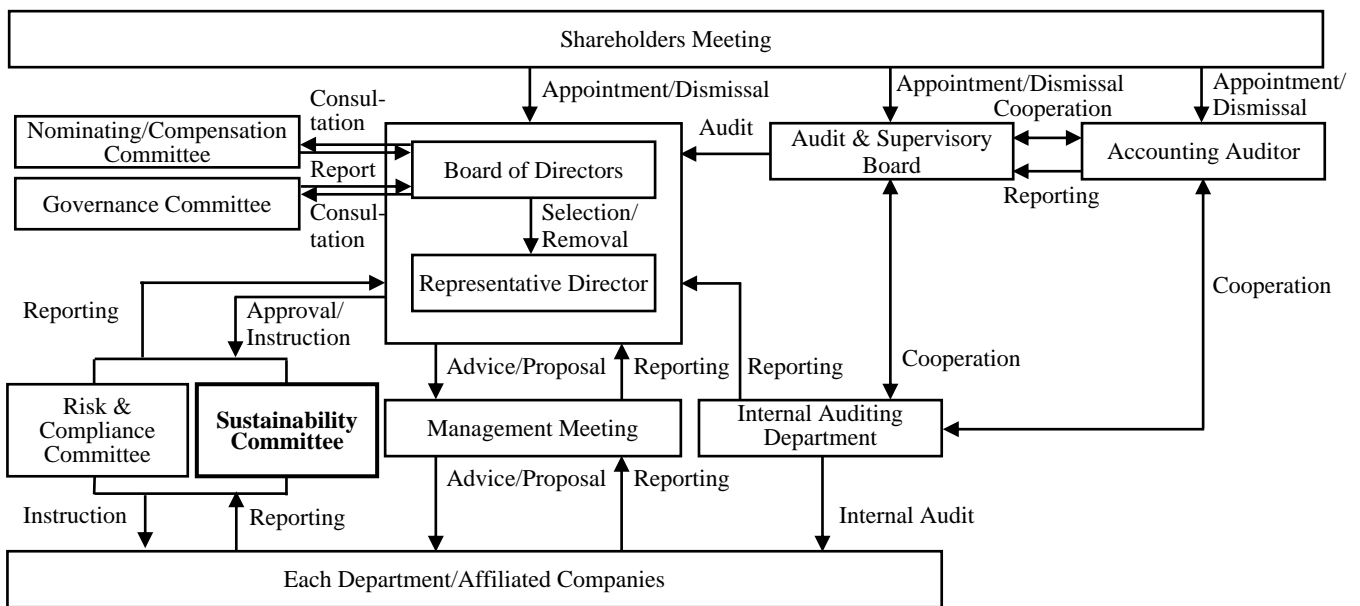 Shareholders Meeting
Appointment/Dismissal
Appointment/Dismissal
Appointment/
Dismissal
Consul-
tation
Nominating/Compensation
Committee
Report
Governance Committee
Consul-
tation
Board of Directors
Selection/
Removal
Representative Director
Audit
Audit & Supervisory
Board
Cooperation
Reporting
Accounting Auditor
Reporting
Approval/
Instruction
Advice/Proposal
Reporting
Reporting
Cooperation
Cooperation
Risk &
Compliance
Committee
Sustainability
Committee
Management Meeting
Internal Auditing
Department
Instruction
Reporting
Advice/Proposal
Reporting
Internal Audit
Each Department/Affiliated Companies